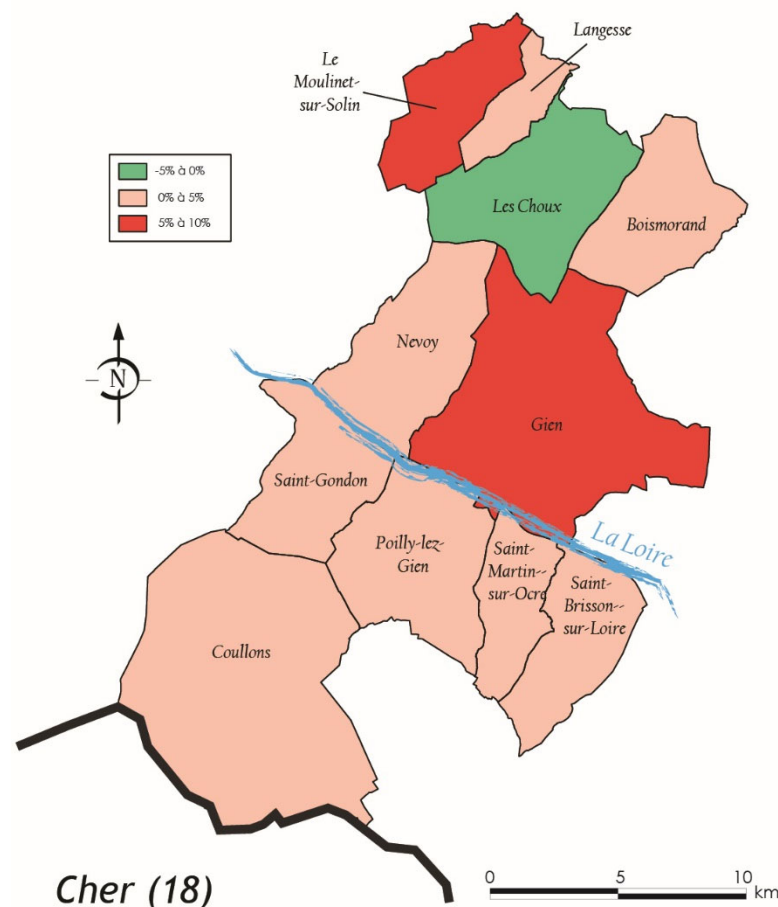 Langesse
Le
Moulinet-
sur-Solin
-5% à 0%
0% à 5%
5% à 10%
Les Choux
Boismorand
Nevoy
N
Gien
Saint-Gondon
La Loire
Poilly-lez-
Gien
Saint-
Martin--
sur-Ocre
Saint-
Brisson--
sur-Loire
Coullons
Cher (18)
0 5 10
km